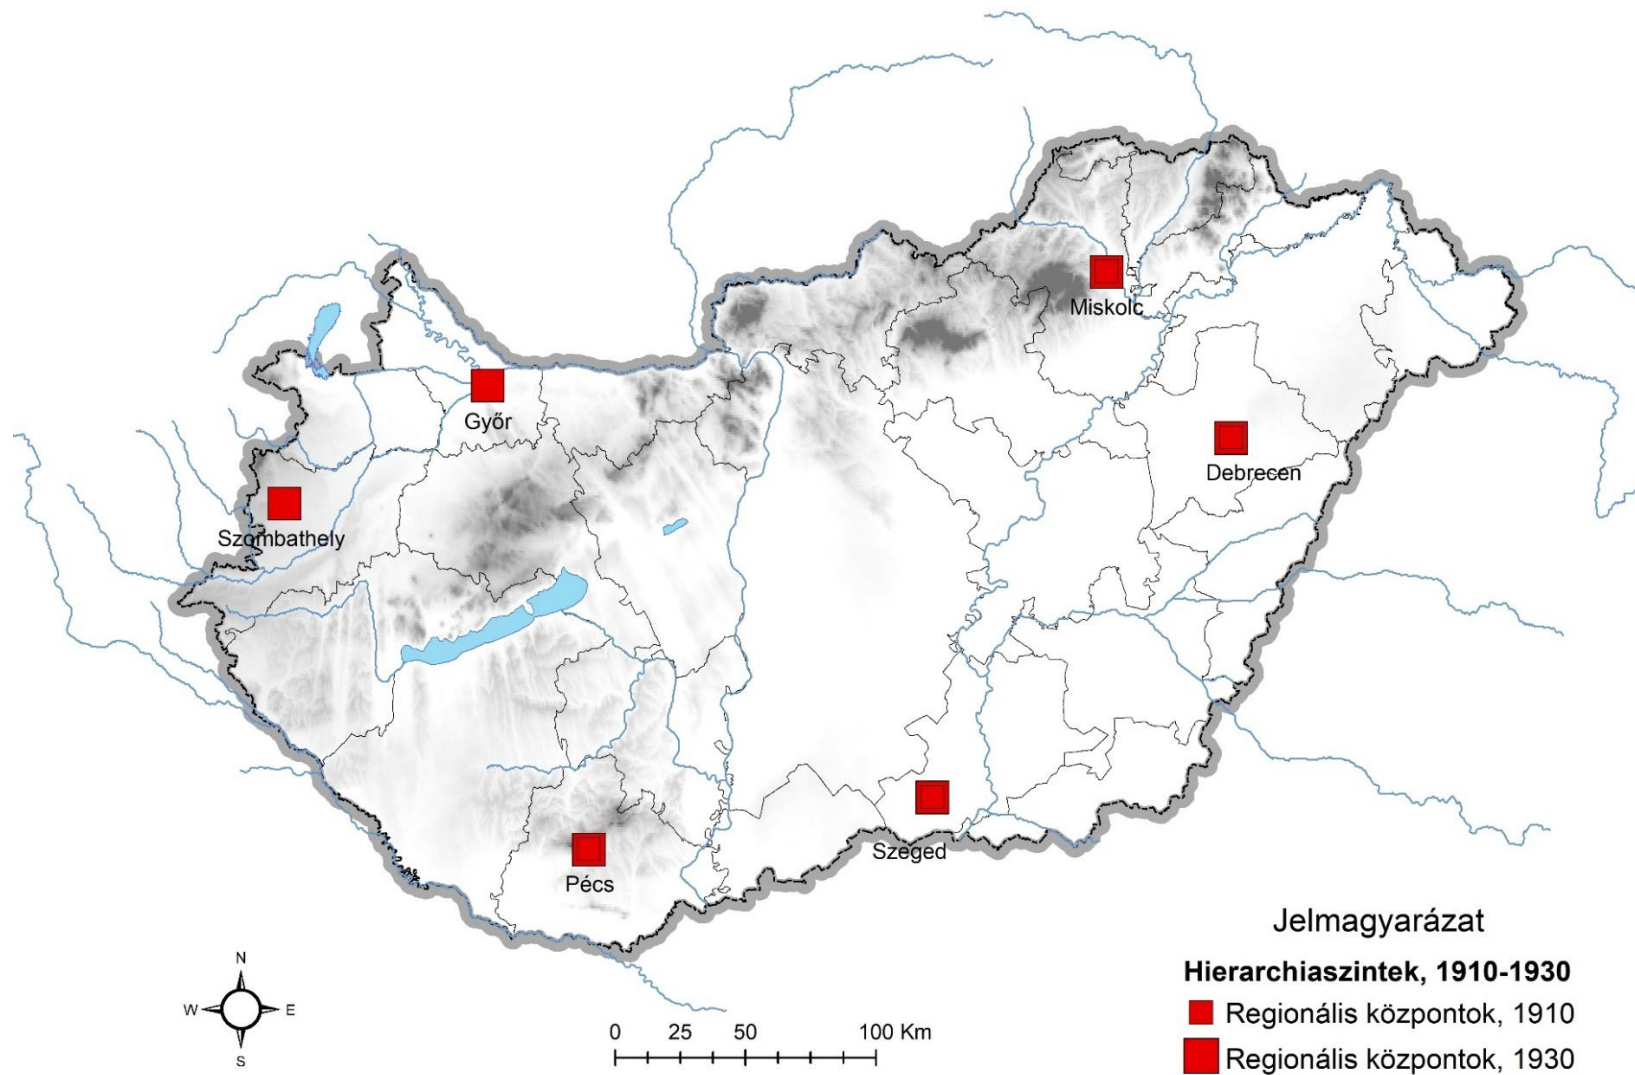 Miskolc
Győr
Debrecen
Szombathely
Szeged
Pécs
Jelmagyarázat
Hierarchiaszintek, 1910-1930
Regionális központok, 1910
Regionális központok, 1930
N
W E
S
0 25 50 100 Km